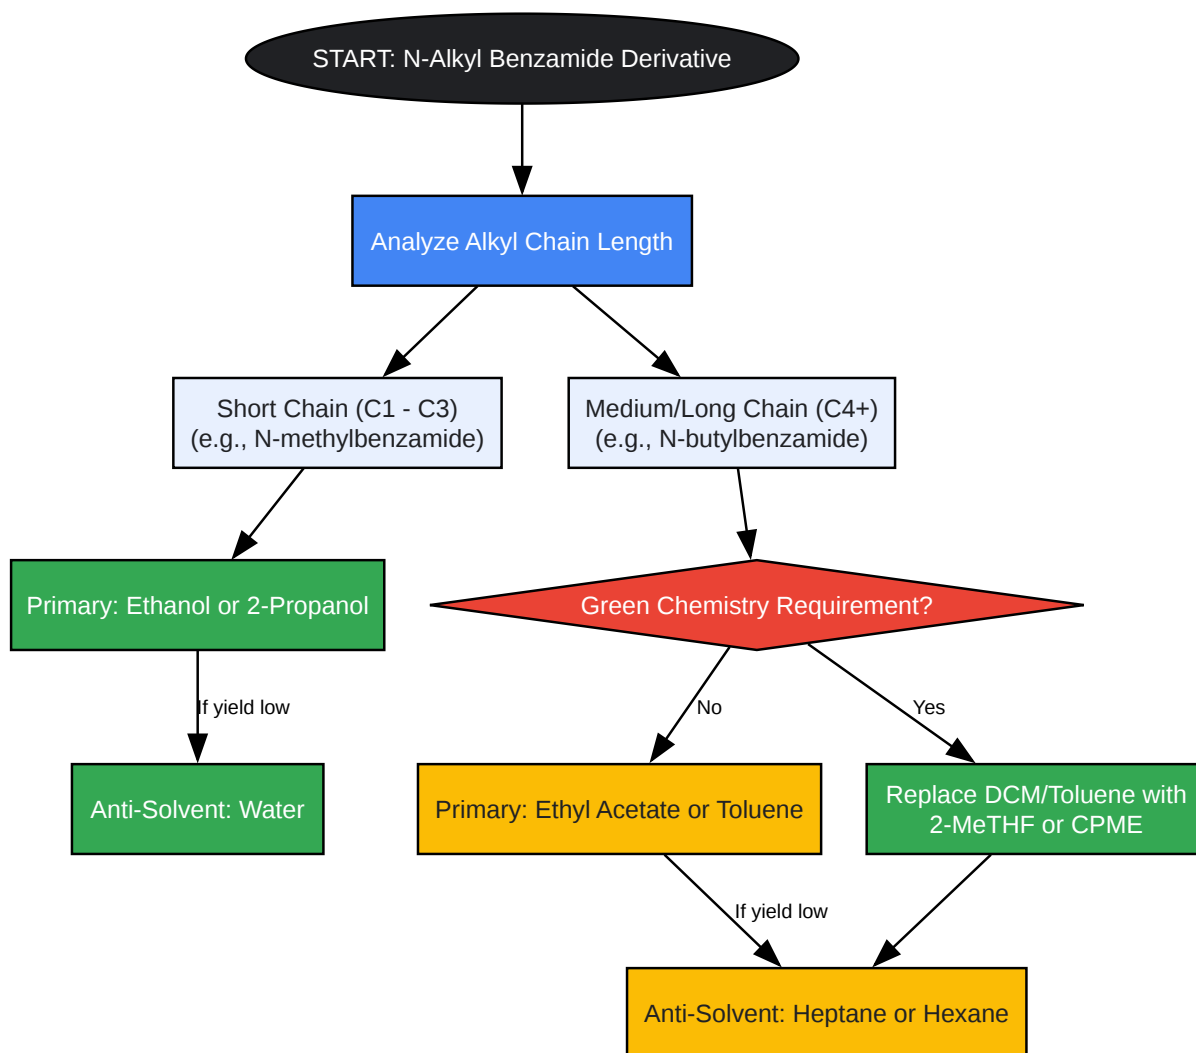 START: N-Alkyl Benzamide Derivative
Analyze Alkyl Chain Length
Short Chain (C1 - C3)
(e.g., N-methylbenzamide)
Medium/Long Chain (C4+)
(e.g., N-butylbenzamide)
Primary: Ethanol or 2-Propanol
Green Chemistry Requirement?
If yield low
No
Yes
Anti-Solvent: Water
Primary: Ethyl Acetate or Toluene
Replace DCM/Toluene with
2-MeTHF or CPME
If yield low
Anti-Solvent: Heptane or Hexane